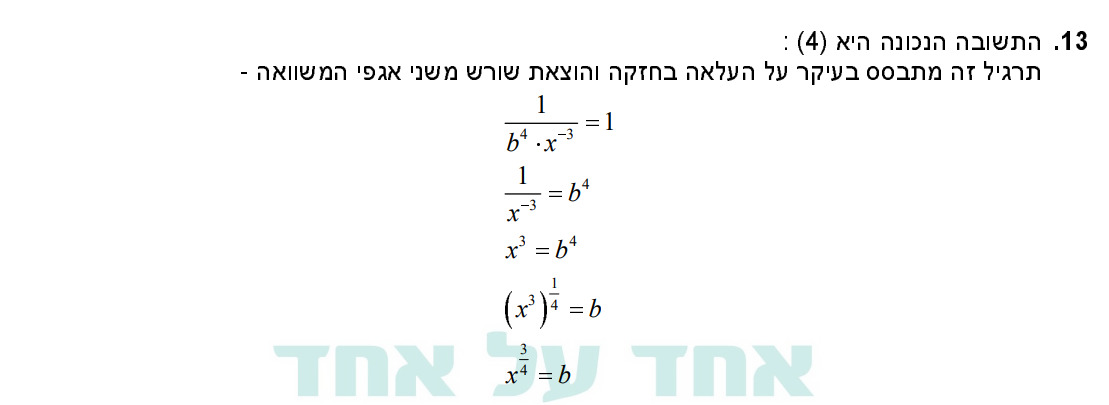 13. התשובה הנכונה היא (4) :
תרגיל זה מתבסס בעיקר על העלאה בחזקה והוצאת שורש משני אגפי המשוואה -
\frac{1}{b^4 \cdot x^{-3}} = 1
\frac{1}{x^{-3}} = b^4
x^3 = b^4
(x^3)^{\frac{1}{4}} = b
x^{\frac{3}{4}} = b
אחד על אחד